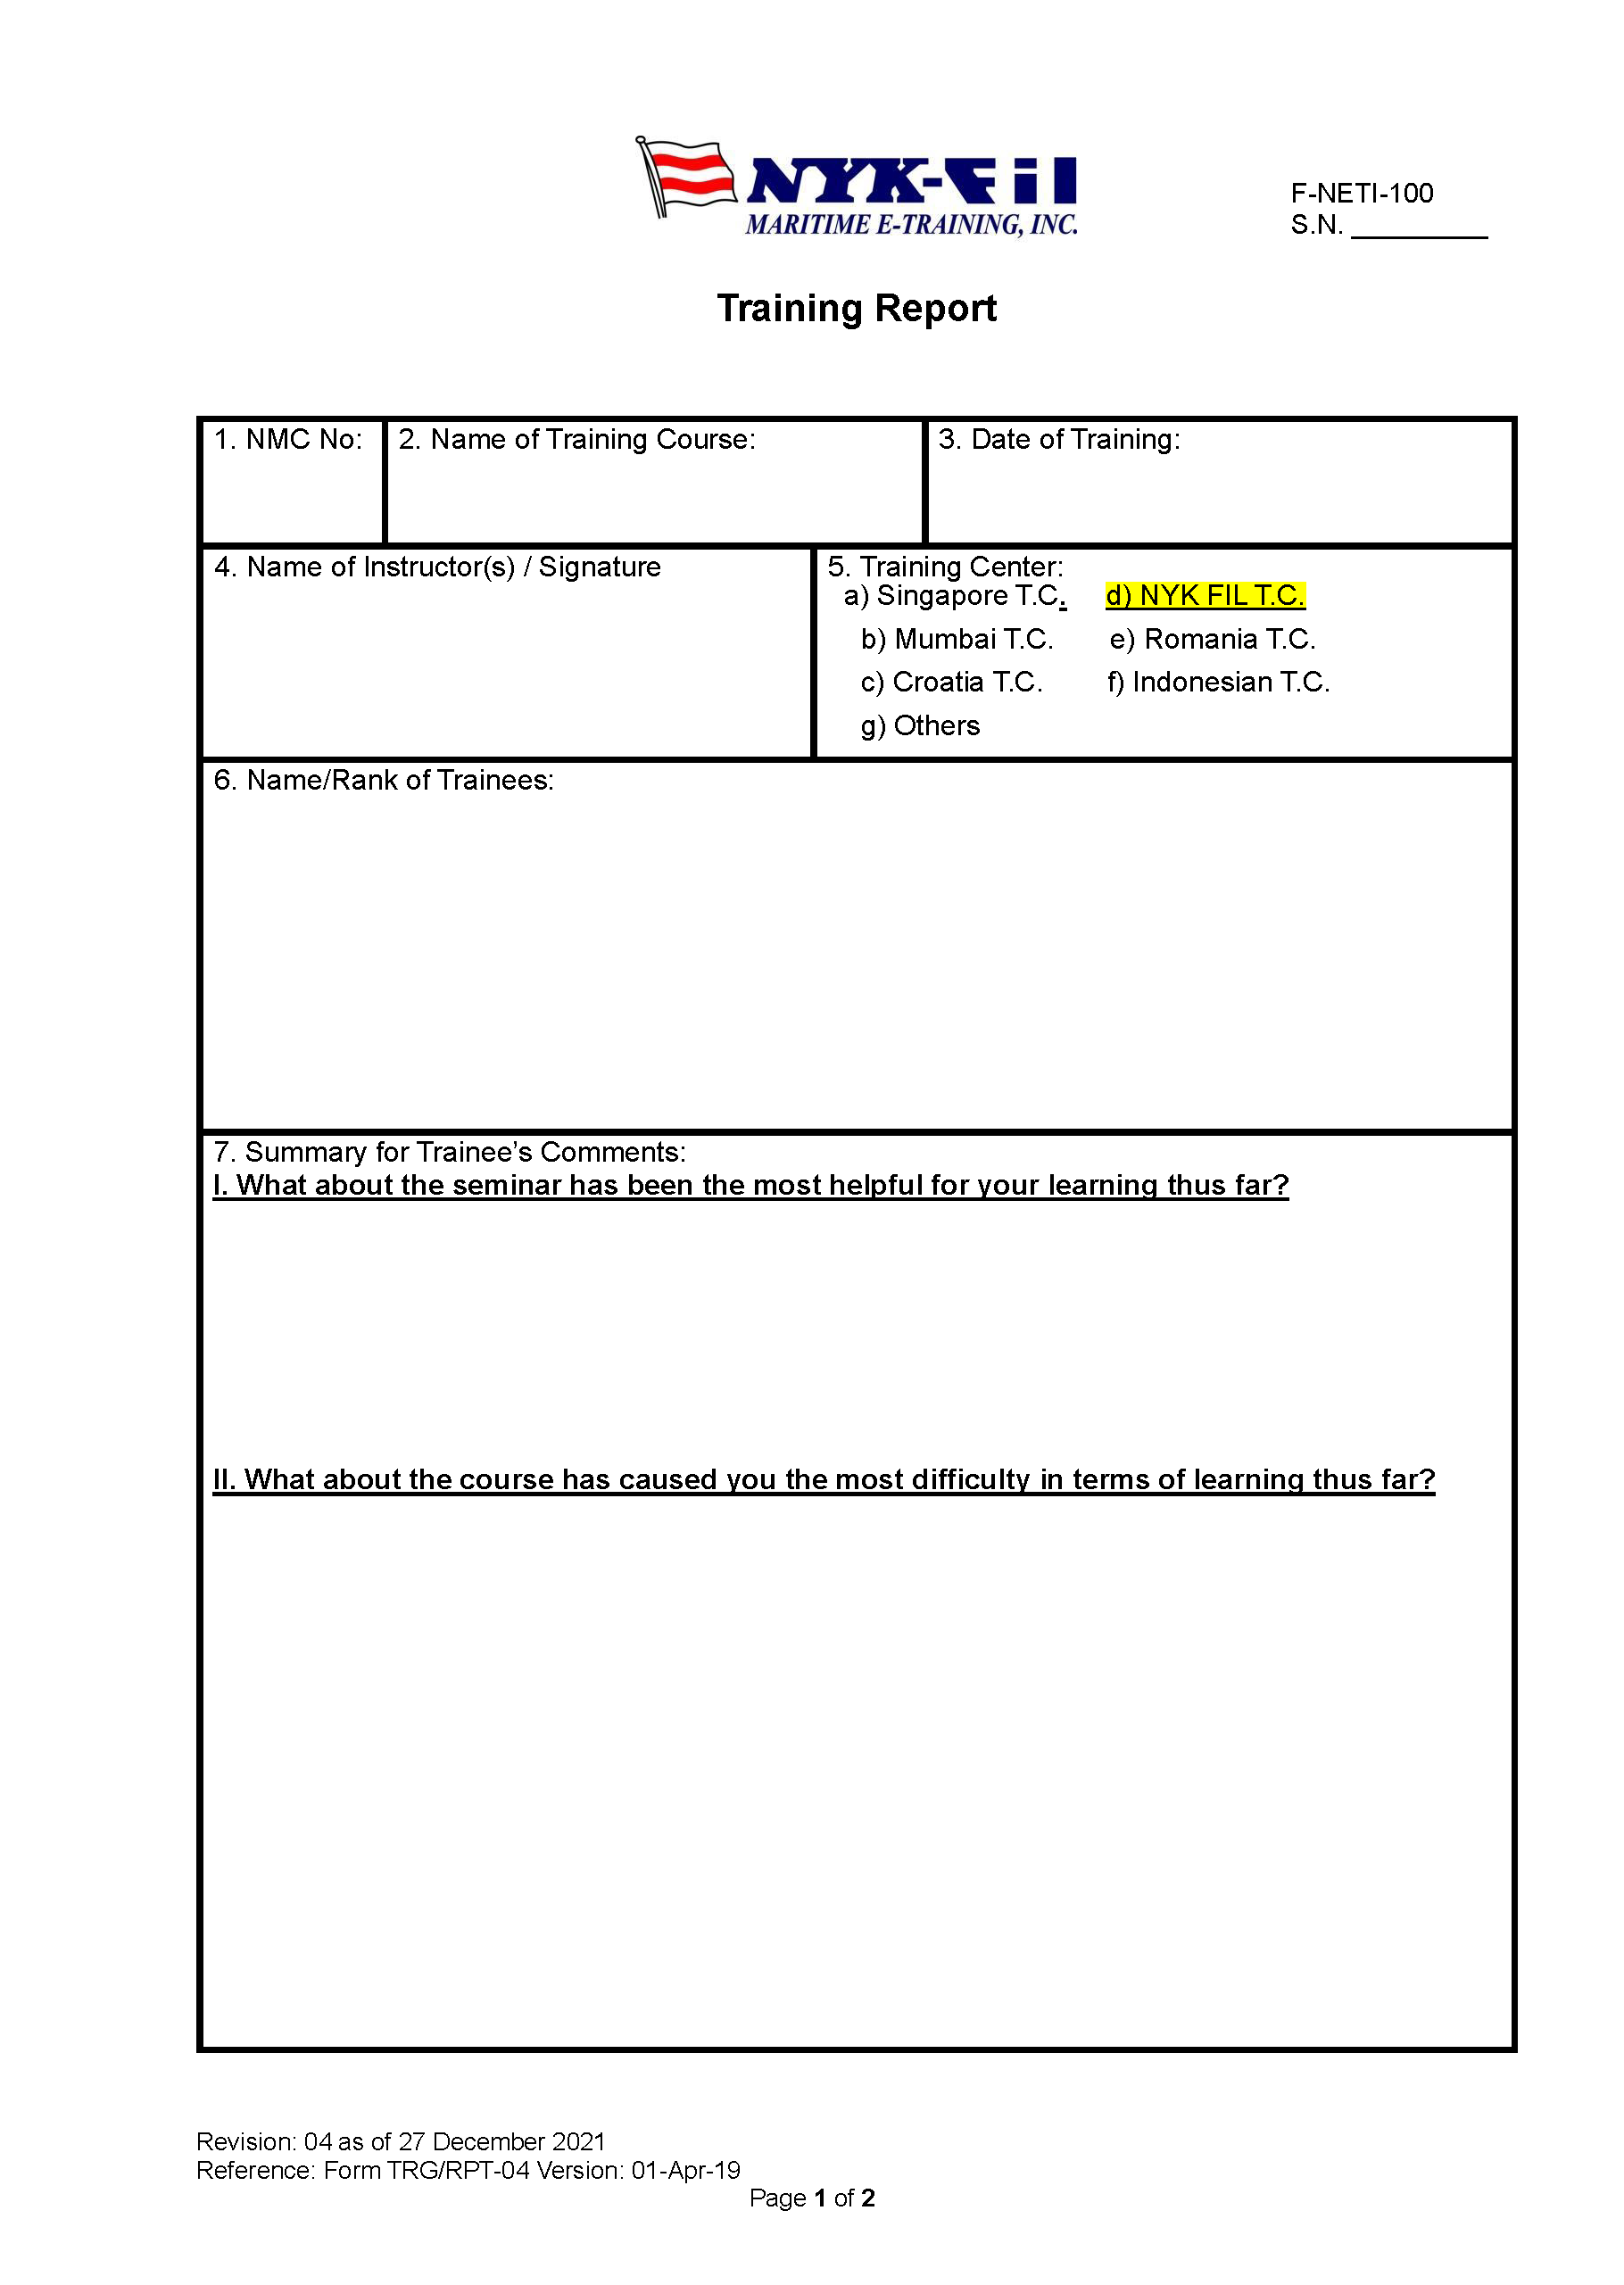 NYK-Fil
MARITIME E-TRAINING, INC.
F-NETI-100
S.N. _________
Training Report
1. NMC No:
2. Name of Training Course:
3. Date of Training:
4. Name of Instructor(s) / Signature
5. Training Center:
a) Singapore T.C. d) NYK FIL T.C.
b) Mumbai T.C. e) Romania T.C.
c) Croatia T.C. f) Indonesian T.C.
g) Others
6. Name/Rank of Trainees:
7. Summary for Trainee’s Comments:
I. What about the seminar has been the most helpful for your learning thus far?
II. What about the course has caused you the most difficulty in terms of learning thus far?
Revision: 04 as of 27 December 2021
Reference: Form TRG/RPT-04 Version: 01-Apr-19
Page 1 of 2